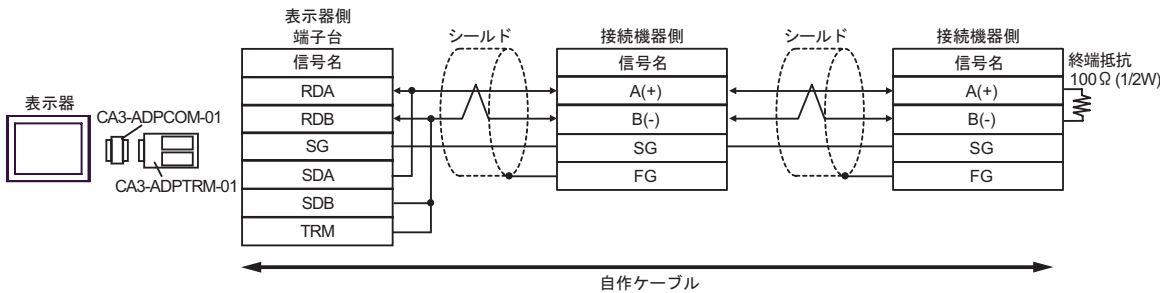 表示器
CA3-ADPCOM-01
CA3-ADPTRM-01
表示器側
端子台
信号名
RDA
RDB
SG
SDA
SDB
TRM
シールド
接続機器側
信号名
A(+)
B(-)
SG
FG
シールド
接続機器側
信号名
A(+)
B(-)
SG
FG
終端抵抗
100Ω (1/2W)
自作ケーブル